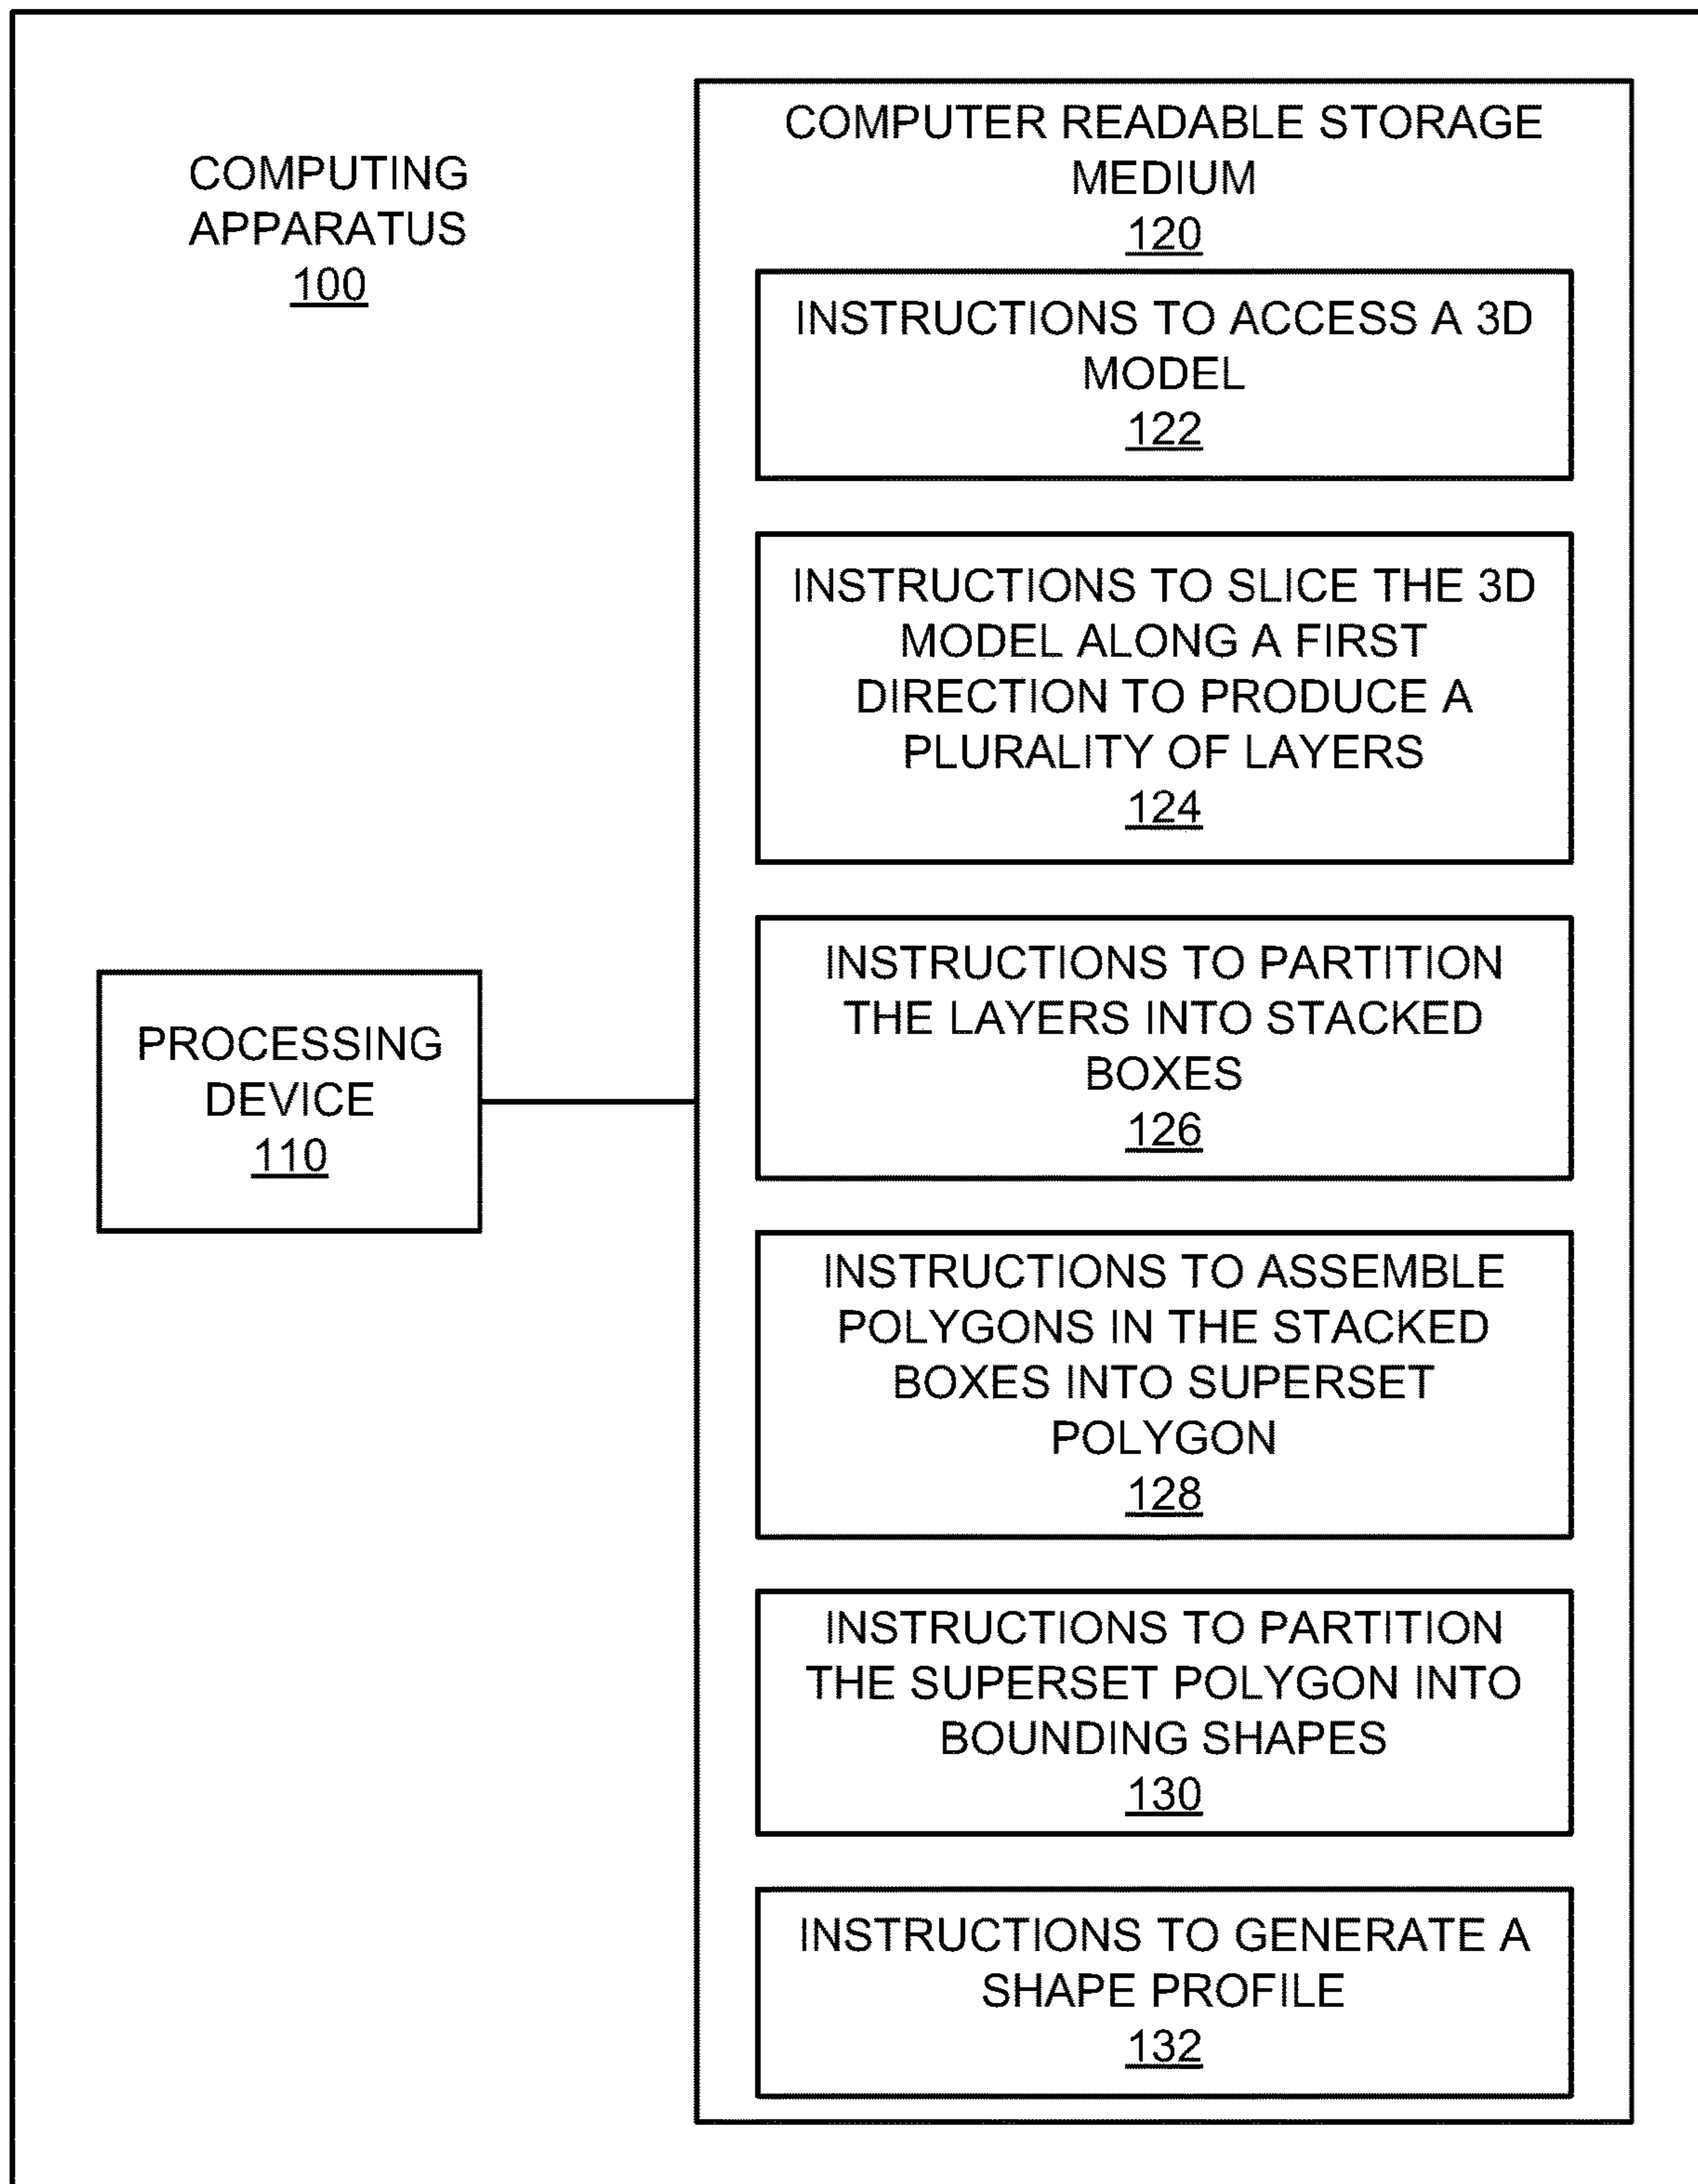 COMPUTING
APPARATUS
100
COMPUTER READABLE STORAGE
MEDIUM
120
INSTRUCTIONS TO ACCESS A 3D
MODEL
122
INSTRUCTIONS TO SLICE THE 3D
MODEL ALONG A FIRST
DIRECTION TO PRODUCE A
PLURALITY OF LAYERS
124
INSTRUCTIONS TO PARTITION
THE LAYERS INTO STACKED
BOXES
126
PROCESSING
DEVICE
110
INSTRUCTIONS TO ASSEMBLE
POLYGONS IN THE STACKED
BOXES INTO SUPERSET
POLYGON
128
INSTRUCTIONS TO PARTITION
THE SUPERSET POLYGON INTO
BOUNDING SHAPES
130
INSTRUCTIONS TO GENERATE A
SHAPE PROFILE
132